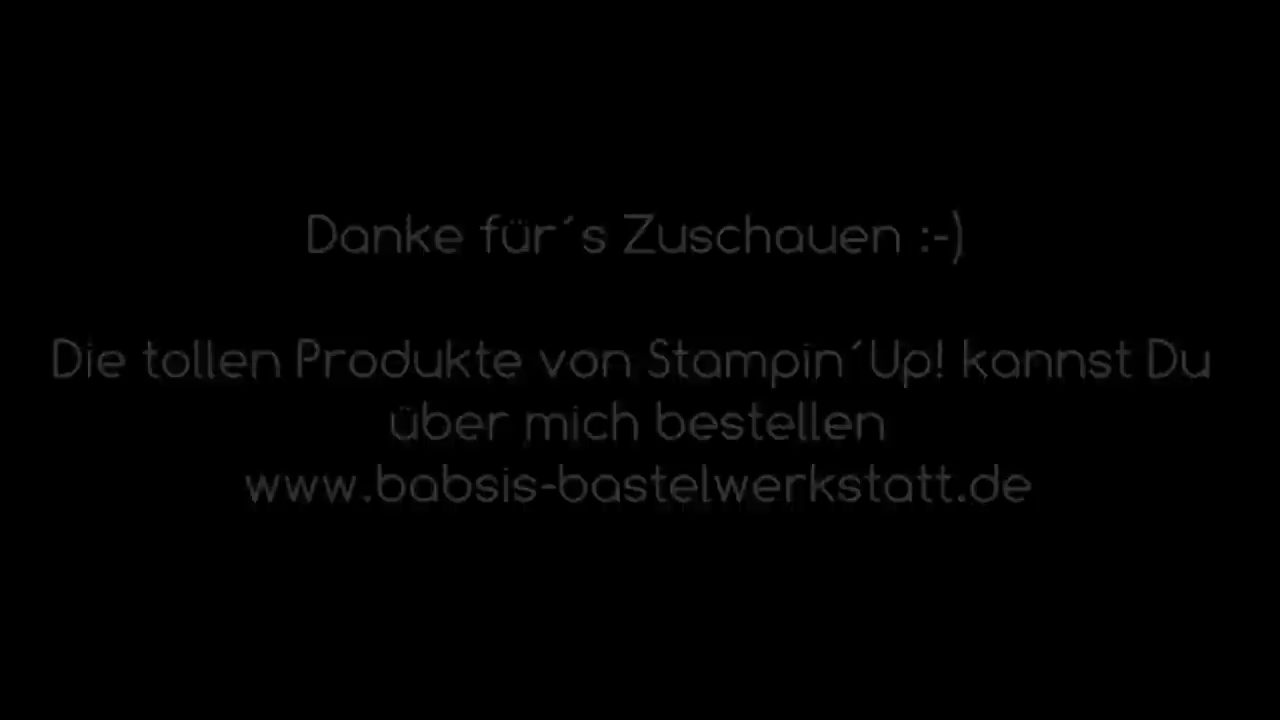 Danke für´s Zuschauen :-)
Die tollen Produkte von Stampin´Up! kannst Du
über mich bestellen
www.babsis-bastelwerkstatt.de